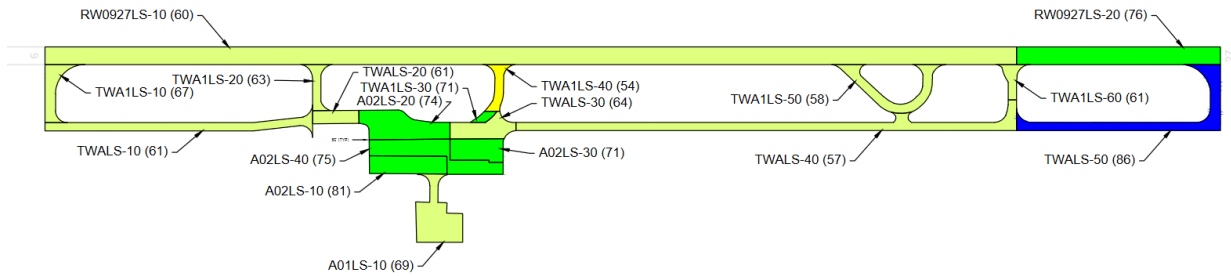 RW0927LS-10 (60)
RW0927LS-20 (76)
TWALS-20 (61)
TWA1LS-20 (63)
TWA1LS-30 (71)
TWA1LS-40 (54)
TWA1LS-10 (67)
A02LS-20 (74)
TWALS-30 (64)
TWA1LS-50 (58)
TWA1LS-60 (61)
TWALS-10 (61)
A02LS-40 (75)
A02LS-30 (71)
TWALS-40 (57)
TWALS-50 (86)
A02LS-10 (81)
A01LS-10 (69)